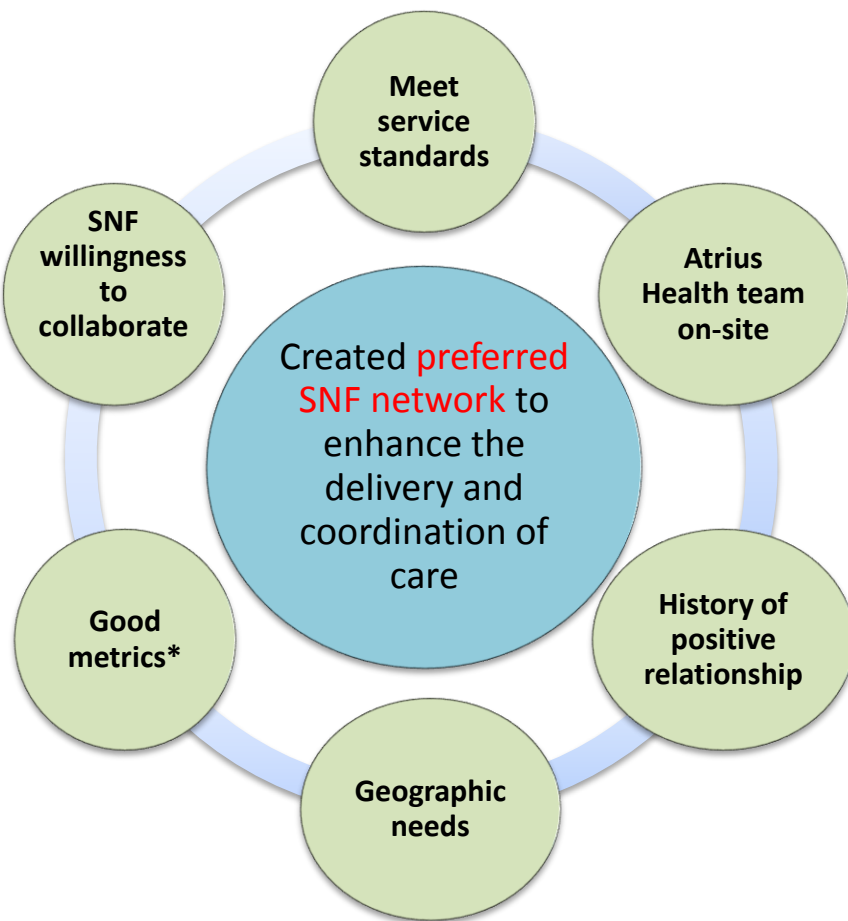 Meet
service
standards
SNF
willingness
to
collaborate
Atrius
Health team
on-site
Created preferred
SNF network to
enhance the
delivery and
coordination of
care
Good
metrics*
History of
positive
relationship
Geographic
needs